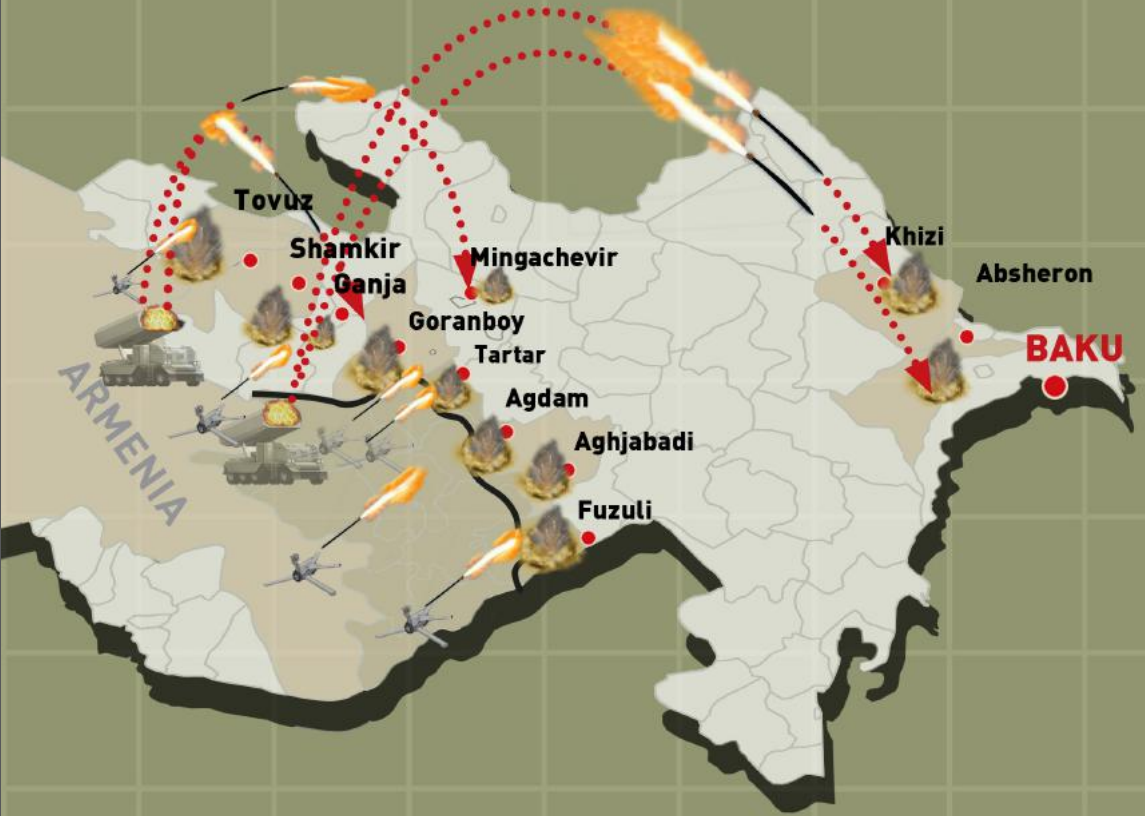 Tovuz
Shamkir
Ganja
Mingachevir
Goranboy
Tartar
Agdam
Aghjabadi
Fuzuli
Khizi
Absheron
BAKU
ARMENIA